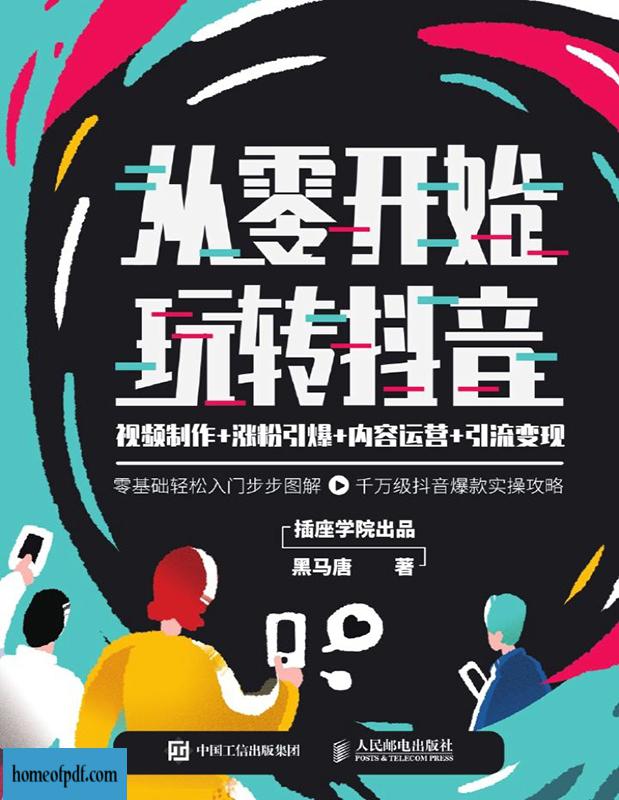 从零开始
玩转抖音
视频制作+涨粉引爆+内容运营+引流变现
零基础轻松入门步步图解 千万级抖音爆款实操攻略
插座学院出品
黑马唐 著
中国工信出版集团 人民邮电出版社
POSTS & TELECOM PRESS
homeofpdf.com